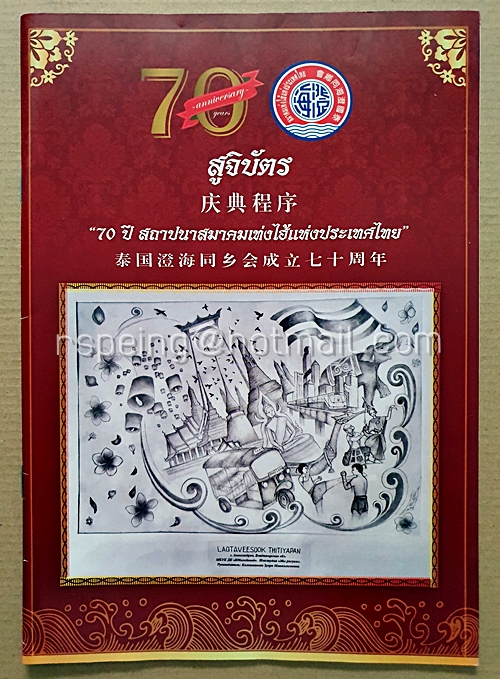 70
anniversary
years
สูจิบัตร
庆典程序
“70 ปี สถาปนาสมาคมเท่งไฮ้แห่งประเทศไทย”
泰国澄海同乡会成立七十周年
nspeing@hotmail.com
LAOTAVEESOOK THITIYAPAN